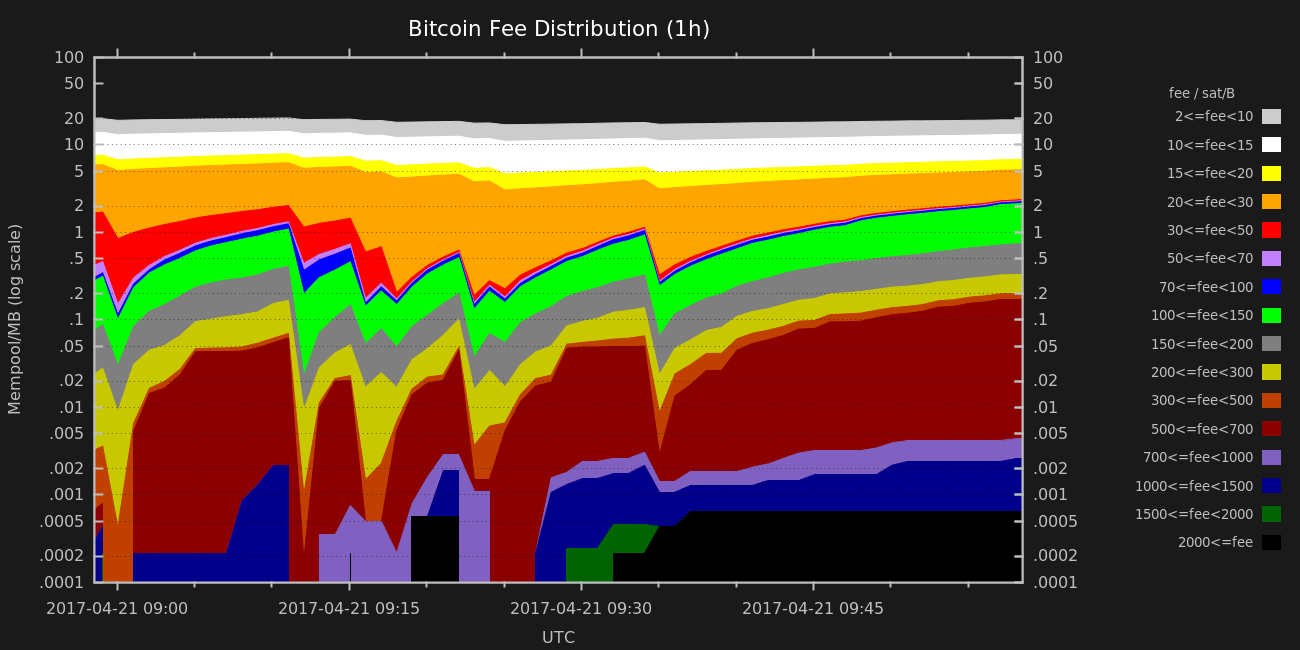 Bitcoin Fee Distribution (1h)
Mempool/MB (log scale)
100
50
20
10
5
2
1
.5
.2
.1
.05
.02
.01
.005
.002
.001
.0005
.0002
.0001
100
50
20
10
5
2
1
.5
.2
.1
.05
.02
.01
.005
.002
.001
.0005
.0002
.0001
fee / sat/B
2<=fee<10
10<=fee<15
15<=fee<20
20<=fee<30
30<=fee<50
50<=fee<70
70<=fee<100
100<=fee<150
150<=fee<200
200<=fee<300
300<=fee<500
500<=fee<700
700<=fee<1000
1000<=fee<1500
1500<=fee<2000
2000<=fee
2017-04-21 09:00 2017-04-21 09:15 2017-04-21 09:30 2017-04-21 09:45
UTC